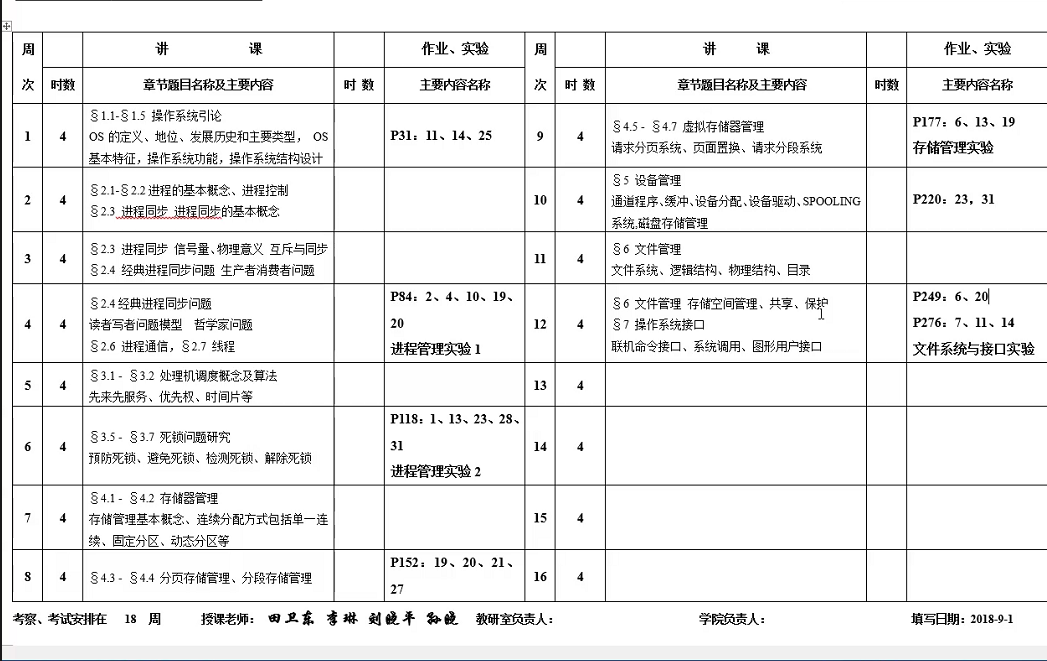 周 讲 课 作业、实验 周 讲 课 作业、实验
次 时数 章节题目名称及主要内容 时 数 主要内容名称 次 时 数 章节题目名称及主要内容 时数 主要内容名称
1 4 §1.1-§1.5 操作系统引论
OS 的定义、地位、发展历史和主要类型， OS
基本特征，操作系统功能，操作系统结构设计
P31：11、14、25
9 4 §4.5 - §4.7 虚拟存储器管理
请求分页系统、页面置换、请求分段系统
P177：6、13、19
存储管理实验
2 4 §2.1-§2.2进程的基本概念、进程控制
§2.3 进程同步 进程同步的基本概念
10 4 §5 设备管理
通道程序、缓冲、设备分配、设备驱动、SPOOLING
系统,磁盘存储管理
P220：23，31
3 4 §2.3 进程同步 信号量、物理意义 互斥与同步
§2.4 经典进程同步问题 生产者消费者问题
11 4 §6 文件管理
文件系统、逻辑结构、物理结构、目录
4 4 §2.4经典进程同步问题
读者写者问题模型 哲学家问题
§2.6 进程通信，§2.7 线程
P84：2、4、10、19、
20
进程管理实验 1
12 4 §6 文件管理 存储空间管理、共享、保护
§7 操作系统接口
联机命令接口、系统调用、图形用户接口
P249：6、20
P276：7、11、14
文件系统与接口实验
5 4 §3.1 - §3.2 处理机调度概念及算法
先来先服务、优先权、时间片等
13 4
6 4 §3.5 - §3.7 死锁问题研究
预防死锁、避免死锁、检测死锁、解除死锁
P118：1、13、23、28、
31
进程管理实验 2
14 4
7 4 §4.1 - §4.2 存储器管理
存储管理基本概念、连续分配方式包括单一连
续、固定分区、动态分区等
15 4
8 4 §4.3 - §4.4 分页存储管理、分段存储管理
P152：19、20、21、
27
16 4
考察、考试安排在 18 周 授课老师： 田卫东 李琳 刘晓平 孙晓 教研室负责人： 学院负责人： 填写日期：2018-9-1